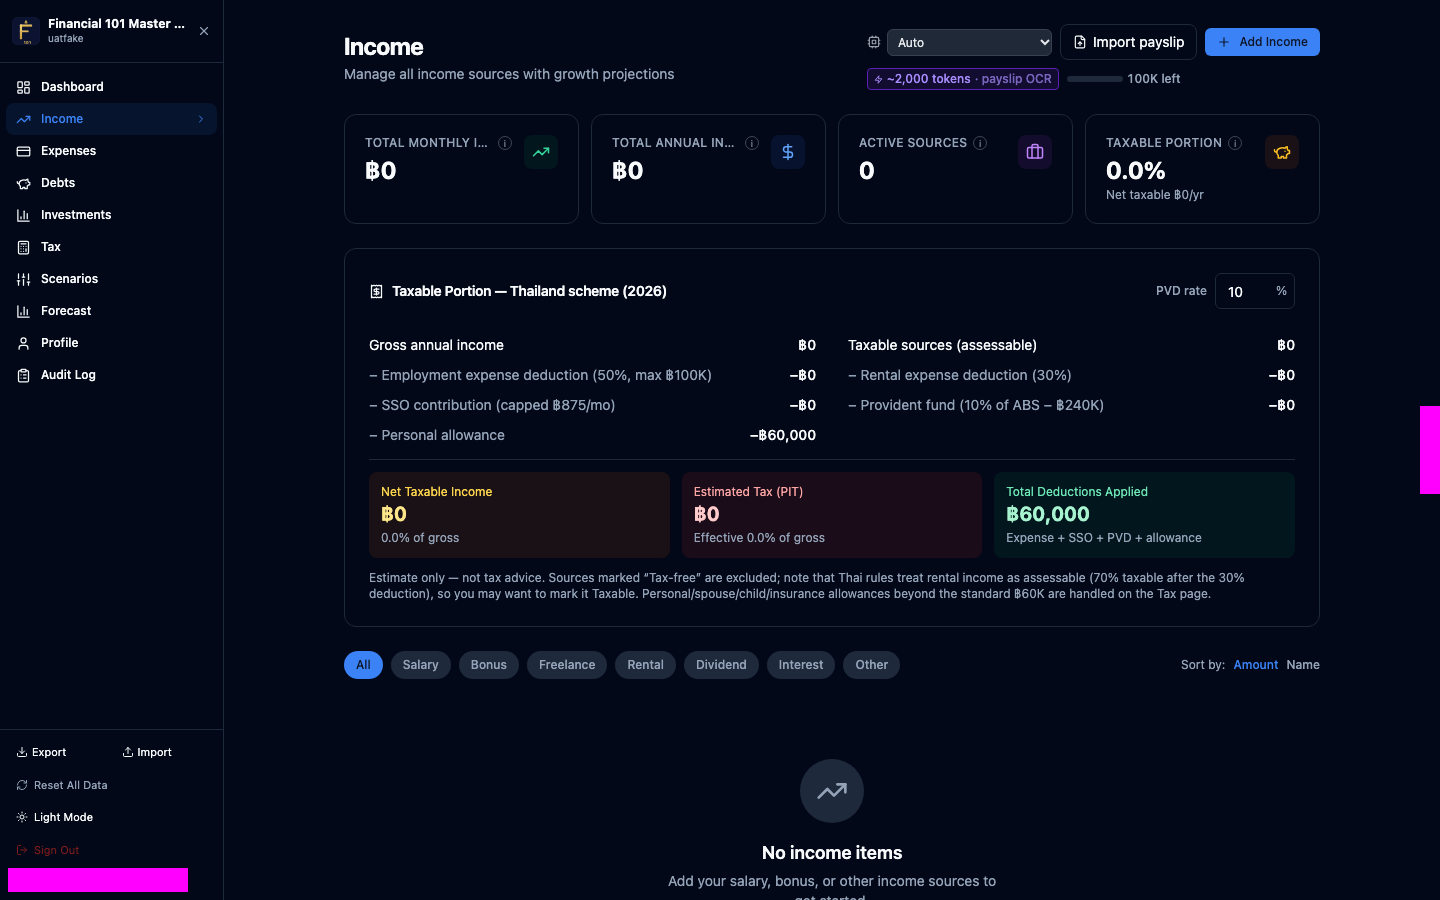 Financial 101 Master ...
uatfake
Dashboard
Income
Expenses
Debts
Investments
Tax
Scenarios
Forecast
Profile
Audit Log
Export
Import
Reset All Data
Light Mode
Sign Out
Income
Manage all income sources with growth projections
Auto
Import payslip
Add Income
~2,000 tokens · payslip OCR
100K left
TOTAL MONTHLY I...
฿0
TOTAL ANNUAL IN...
฿0
ACTIVE SOURCES
0
TAXABLE PORTION
0.0%
Net taxable ฿0/yr
Taxable Portion — Thailand scheme (2026)
PVD rate
10 %
Gross annual income ฿0
– Employment expense deduction (50%, max ฿100K) –฿0
– SSO contribution (capped ฿875/mo) –฿0
– Personal allowance –฿60,000
Taxable sources (assessable) ฿0
– Rental expense deduction (30%) –฿0
– Provident fund (10% of ABS – ฿240K) –฿0
Net Taxable Income
฿0
0.0% of gross
Estimated Tax (PIT)
฿0
Effective 0.0% of gross
Total Deductions Applied
฿60,000
Expense + SSO + PVD + allowance
Estimate only — not tax advice. Sources marked “Tax-free” are excluded; note that Thai rules treat rental income as assessable (70% taxable after the 30%
deduction), so you may want to mark it Taxable. Personal/spouse/child/insurance allowances beyond the standard ฿60K are handled on the Tax page.
All
Salary
Bonus
Freelance
Rental
Dividend
Interest
Other
Sort by: Amount Name
No income items
Add your salary, bonus, or other income sources to
get started